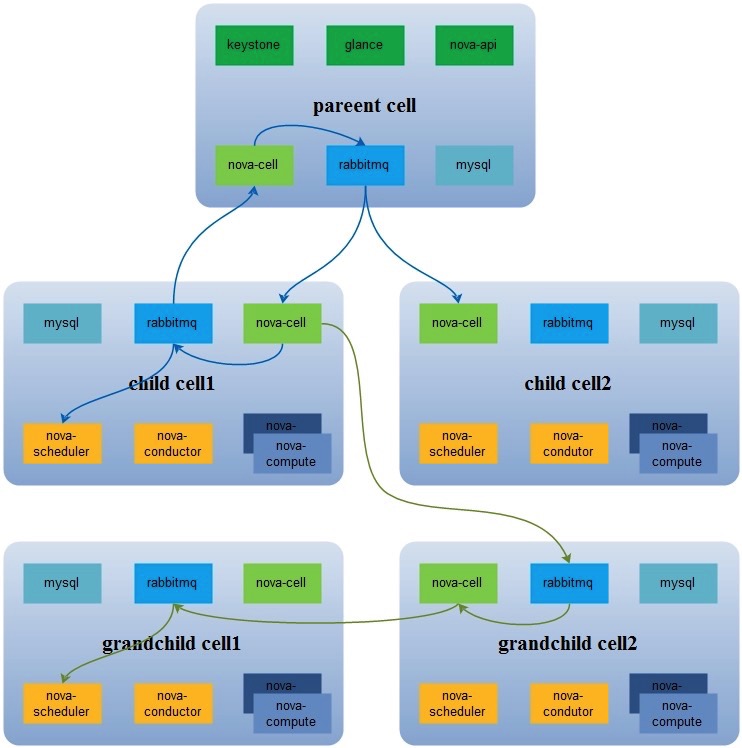 keystone
glance
nova-api
pareent cell
nova-cell
rabbitmq
mysql
mysql
rabbitmq
nova-cell
child cell1
nova-
scheduler
nova-
conductor
nova-
nova-
compute
nova-cell
rabbitmq
mysql
child cell2
nova-
scheduler
nova-
condutor
nova-
nova-
compute
mysql
rabbitmq
nova-cell
grandchild cell1
nova-
scheduler
nova-
conductor
nova-
nova-
compute
nova-cell
rabbitmq
mysql
grandchild cell2
nova-
scheduler
nova-
condutor
nova-
nova-
compute